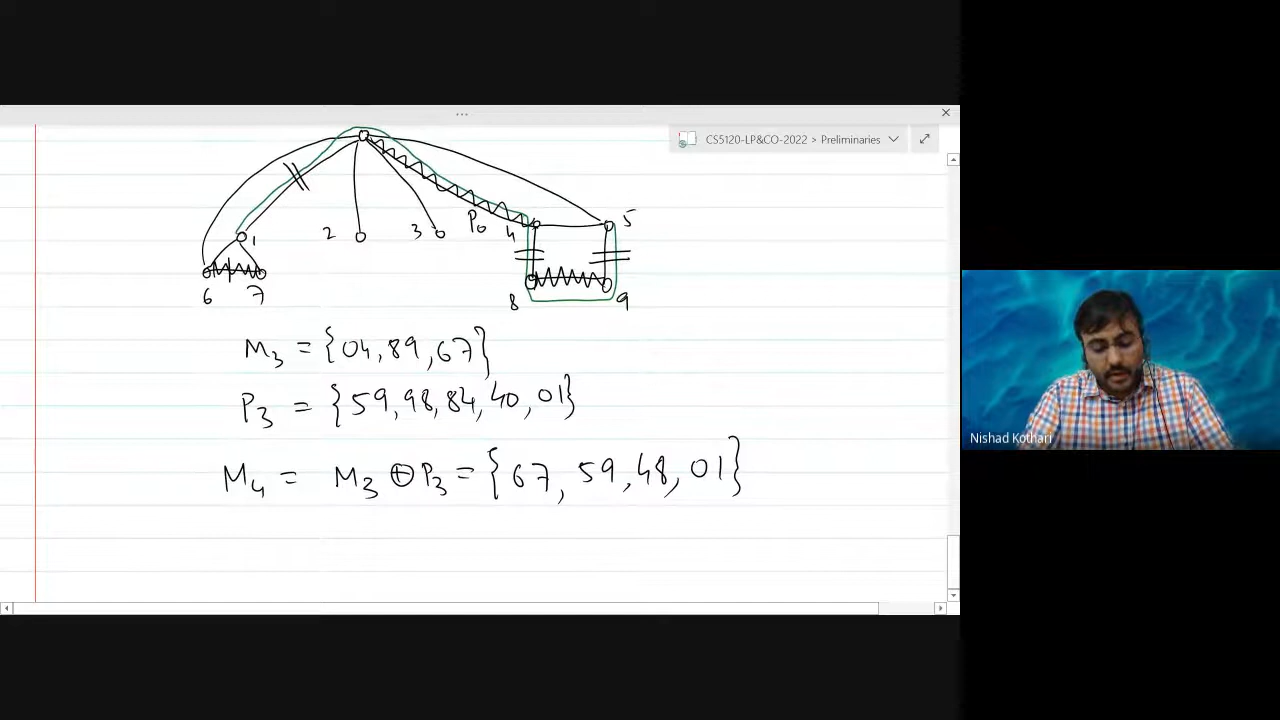 CS5120-LP&CO-2022 > Preliminaries
P₀
1 2 3 4 5
6 7 8 9
M₃ = {04, 89, 67}
P₃ = {59, 98, 84, 40, 01}
M₄ = M₃ ⊕ P₃ = {67, 59, 48, 01}
Nishad Kothari